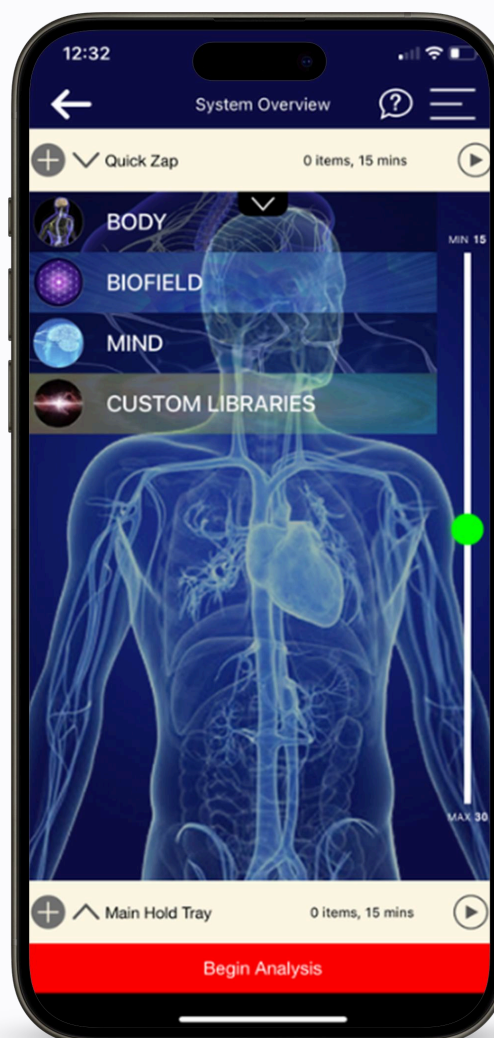 12:32
System Overview
Quick Zap 0 items, 15 mins
BODY
MIN 15
BIOFIELD
MIND
CUSTOM LIBRARIES
MAX 30
Main Hold Tray 0 items, 15 mins
Begin Analysis